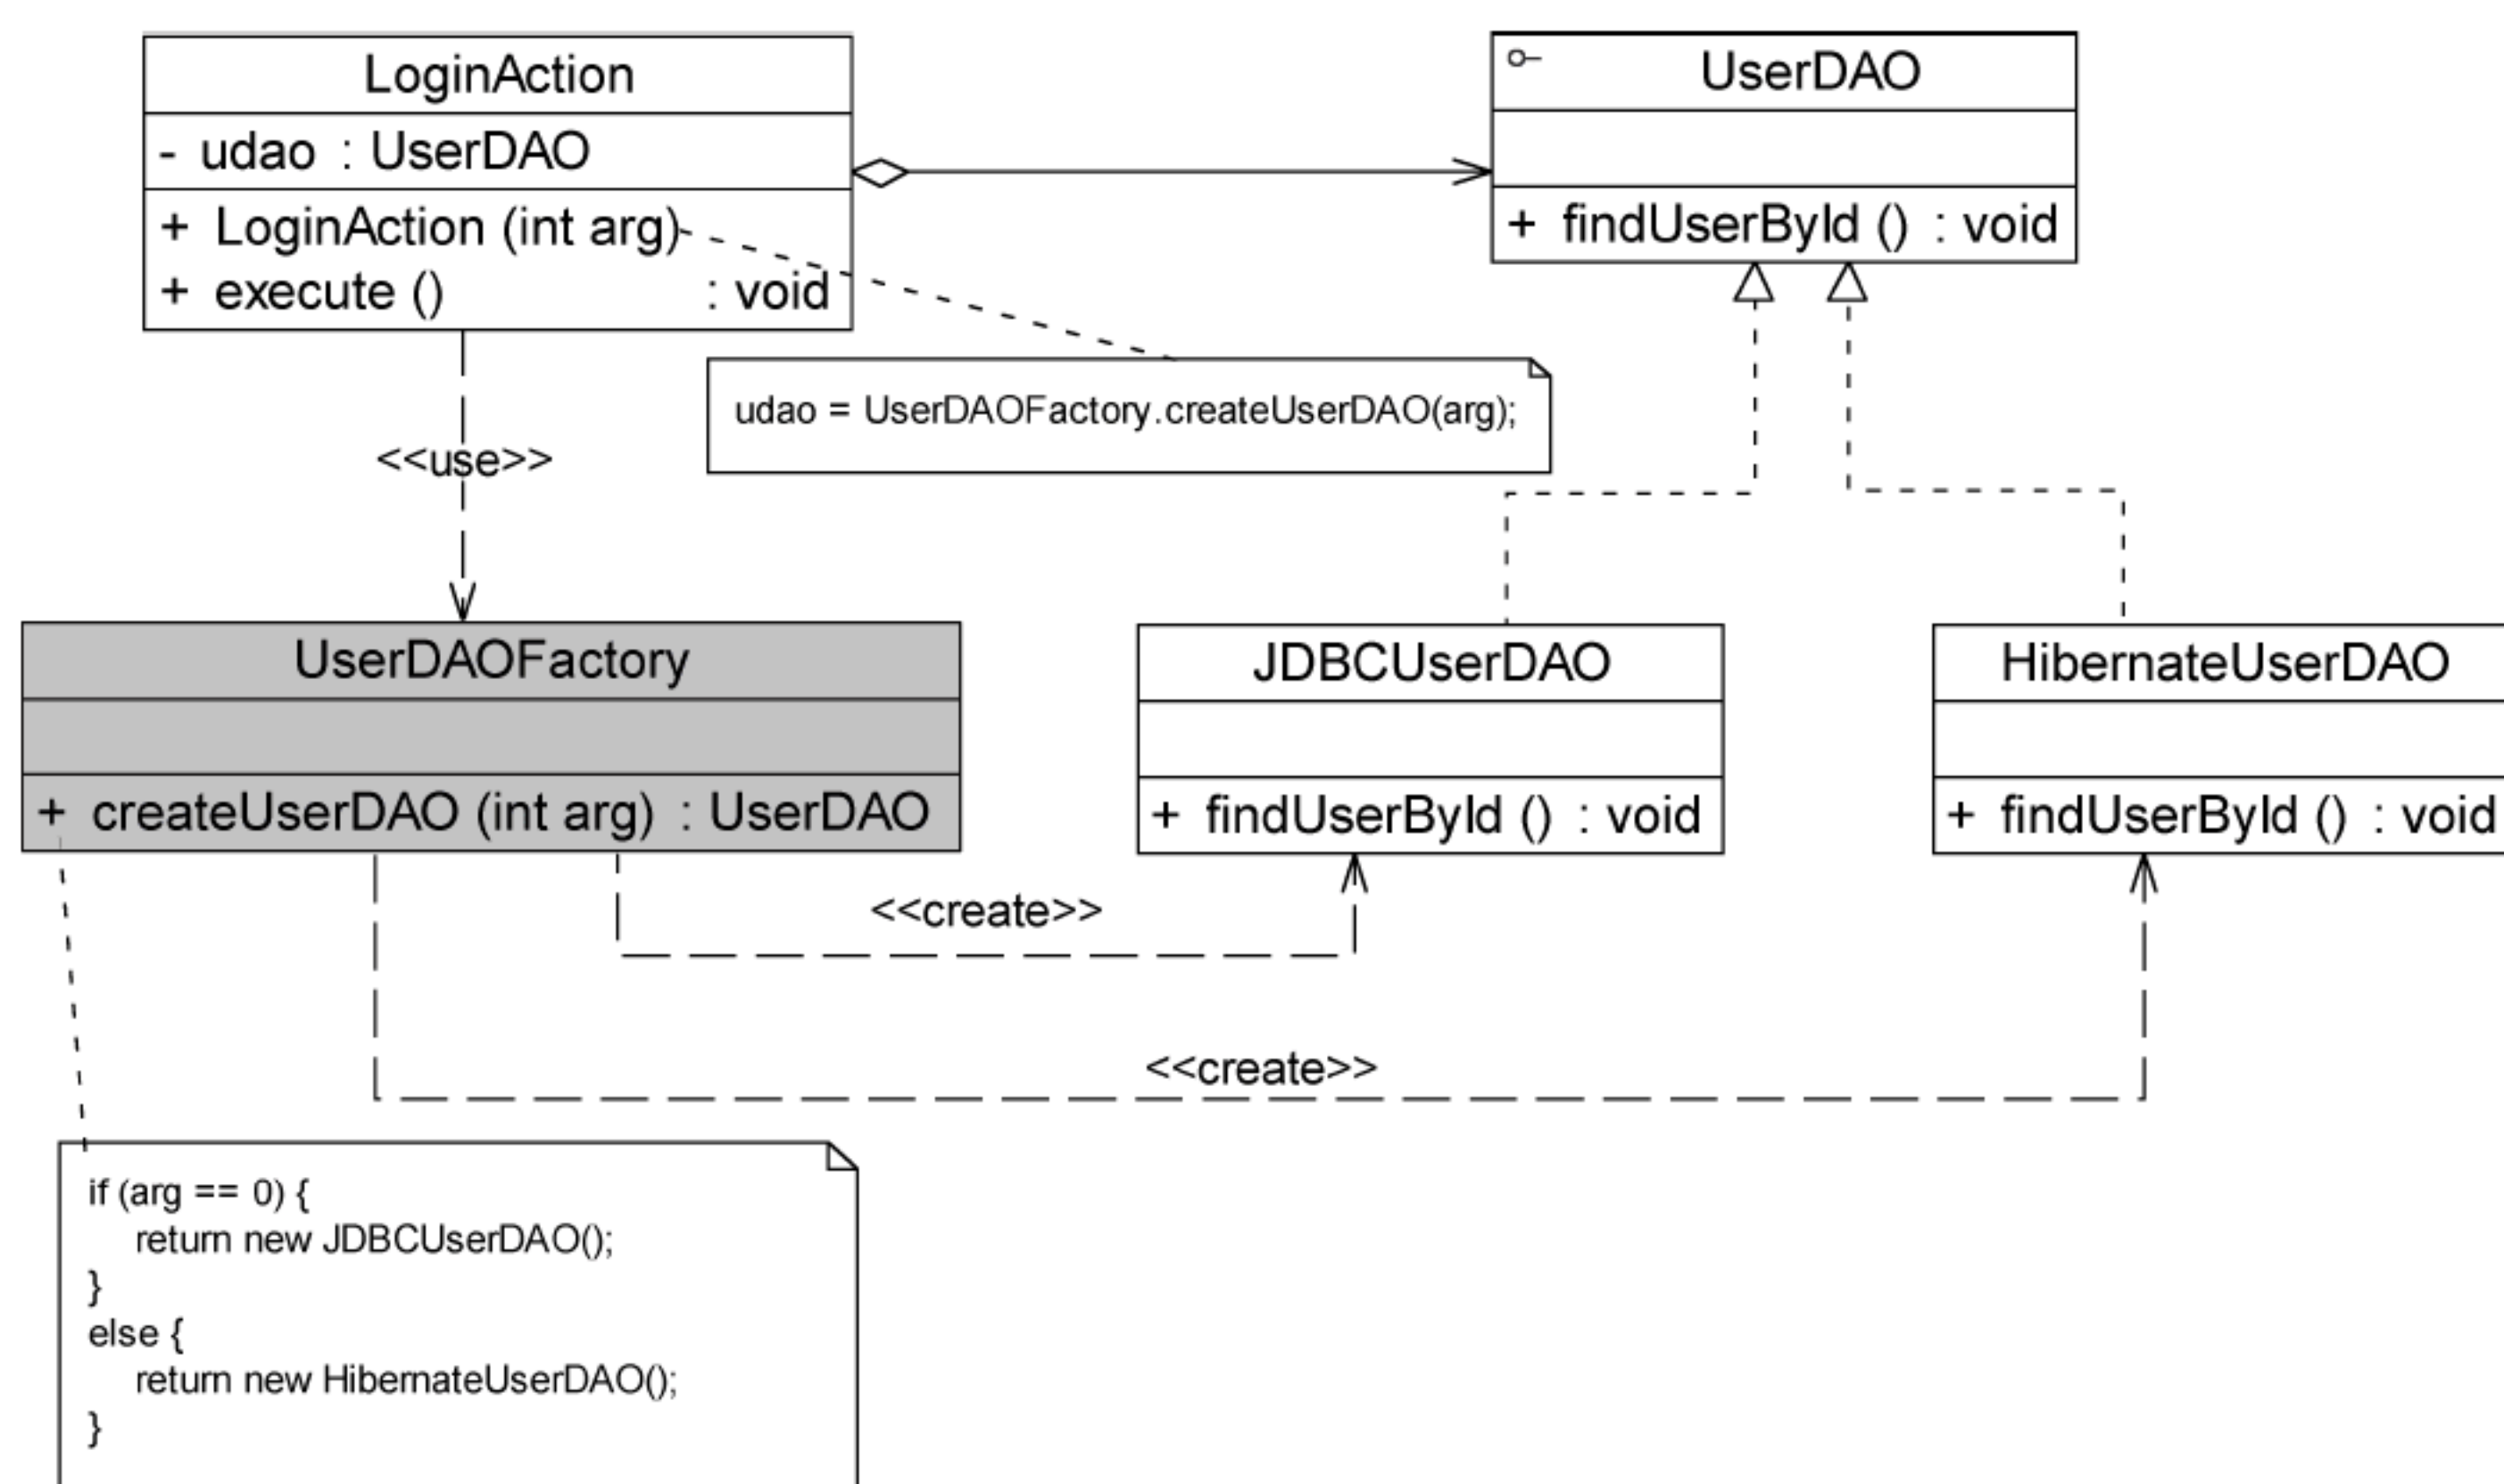 LoginAction
- udao : UserDAO
+ LoginAction (int arg)
+ execute () : void
UserDAO
+ findUserById () : void
udao = UserDAOFactory.createUserDAO(arg);
<<use>>
UserDAOFactory
+ createUserDAO (int arg) : UserDAO
JDBCUserDAO
+ findUserById () : void
HibernateUserDAO
+ findUserById () : void
<<create>>
<<create>>
if (arg == 0) {
return new JDBCUserDAO();
}
else {
return new HibernateUserDAO();
}